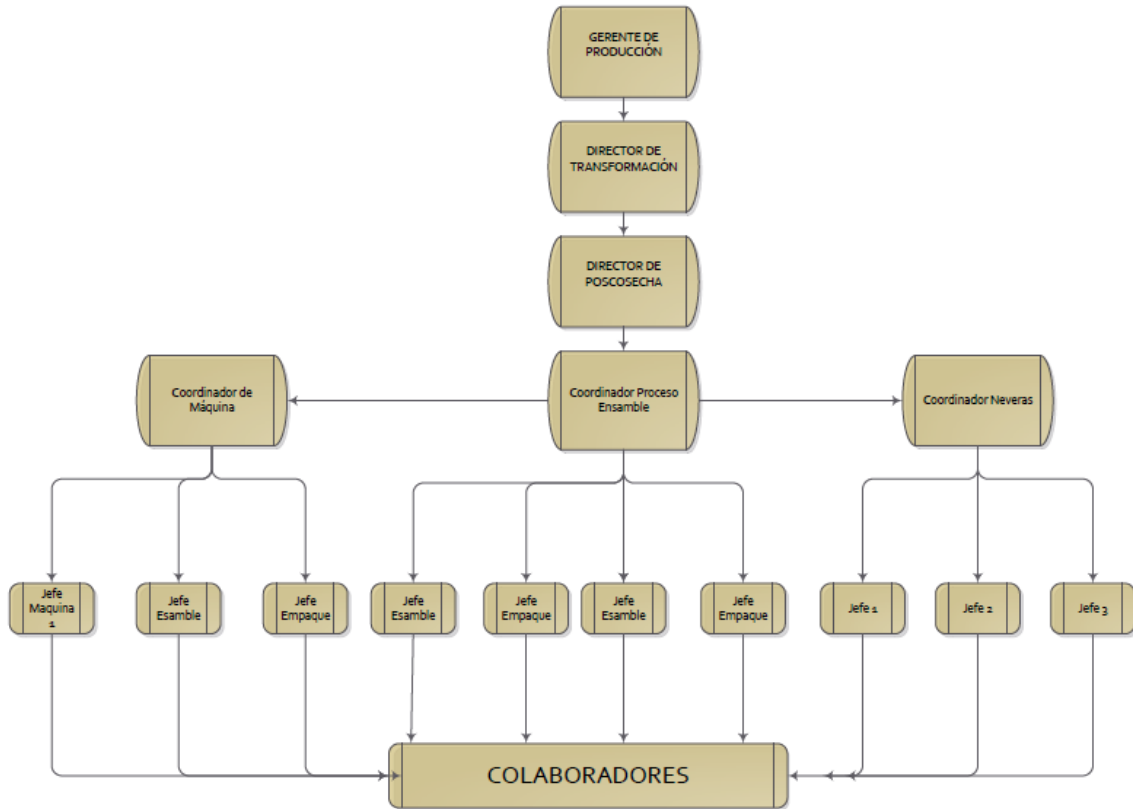 GERENTE DE
PRODUCCIÓN
DIRECTOR DE
TRANSFORMACIÓN
DIRECTOR DE
POSCOSECHA
Coordinador de
Máquina
Coordinador Proceso
Ensamble
Coordinador Neveras
Jefe
Maquina
1
Jefe
Esamble
Jefe
Empaque
Jefe
Esamble
Jefe
Empaque
Jefe
Esamble
Jefe
Empaque
Jefe 1
Jefe 2
Jefe 3
COLABORADORES